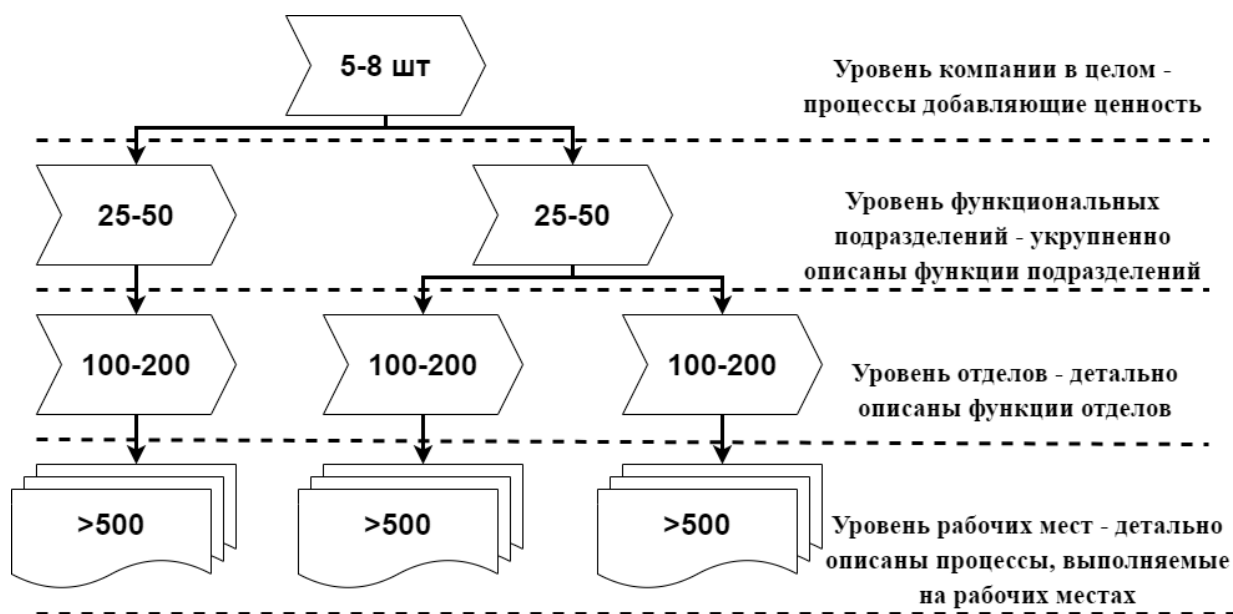 5-8 шт
Уровень компании в целом -
процессы добавляющие ценность
25-50
25-50
Уровень функциональных
подразделений - укрупненно
описаны функции подразделений
100-200
100-200
100-200
Уровень отделов - детально
описаны функции отделов
>500
>500
>500
Уровень рабочих мест - детально
описаны процессы, выполняемые
на рабочих местах